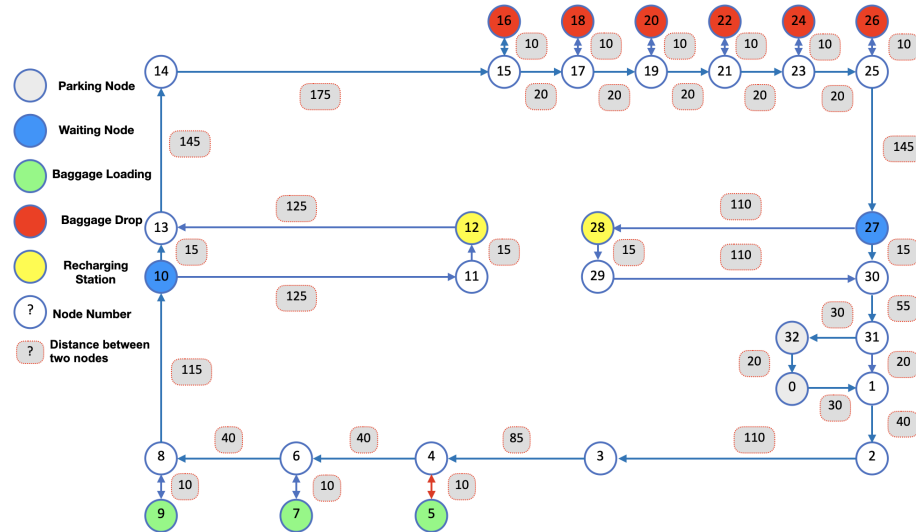 16 18 20 22 24 26
10 10 10 10 10 10
14 15 17 19 21 23 25
175 20 20 20 20 20 20
Parking Node
Waiting Node
Baggage Loading
Baggage Drop
Recharging
Station
? Node Number
? Distance between
two nodes
145 145
125 110
13 12 28 27
15 15 15 110 15
10 11 29 30
125
55
30
32 31
115 20 20
0 1
30
40
40 40 85 110
8 6 4 3 2
10 10 10
9 7 5